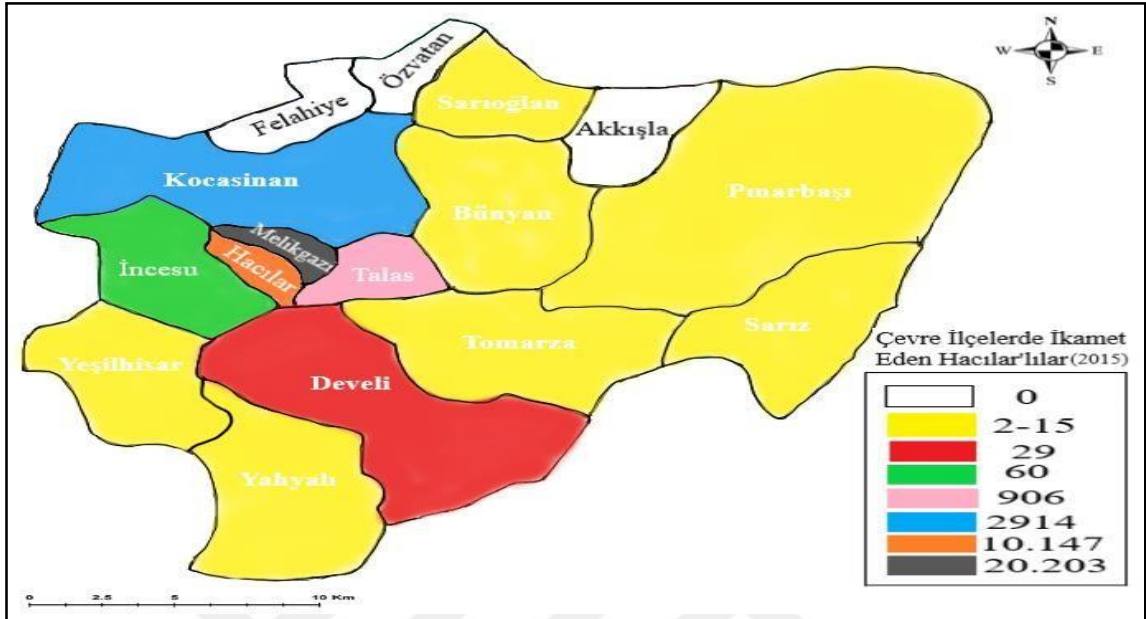 N
W E
S
Özvatan
Felahiye
Sarıoğlan
Akkışla
Kocasinan
Pınarbaşı
Bünyan
Melikgazi
Hacılar
İncesu
Talas
Sarız
Tomarza
Yeşilhisar
Develi
Yahyalı
Çevre İlçelerde İkamet
Eden Hacılar'lılar (2015)
0
2-15
29
60
906
2914
10.147
20.203
0 2.5 5 10 Km